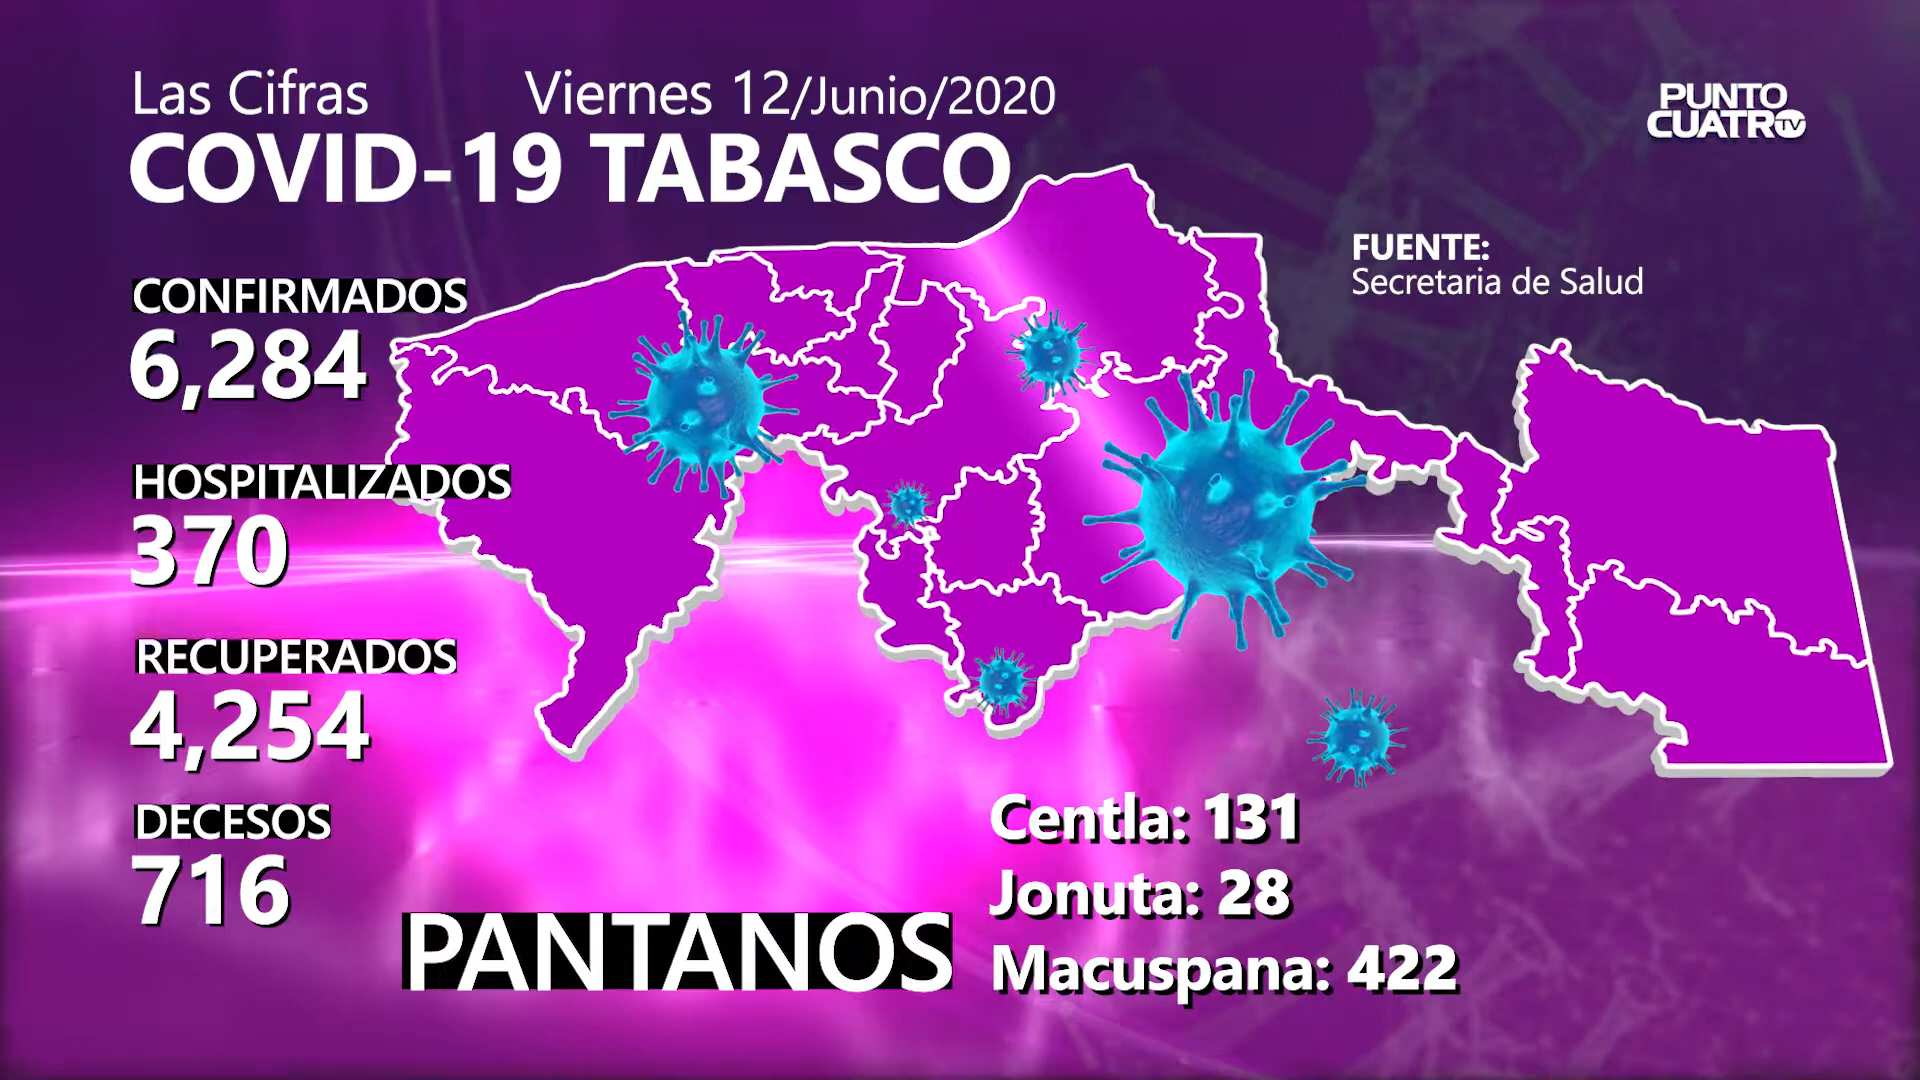 Las Cifras
Viernes 12/Junio/2020
COVID-19 TABASCO
PUNTO
CUATRO TV
FUENTE:
Secretaria de Salud
CONFIRMADOS
6,284
HOSPITALIZADOS
370
RECUPERADOS
4,254
DECESOS
716
PANTANOS
Centla: 131
Jonuta: 28
Macuspana: 422